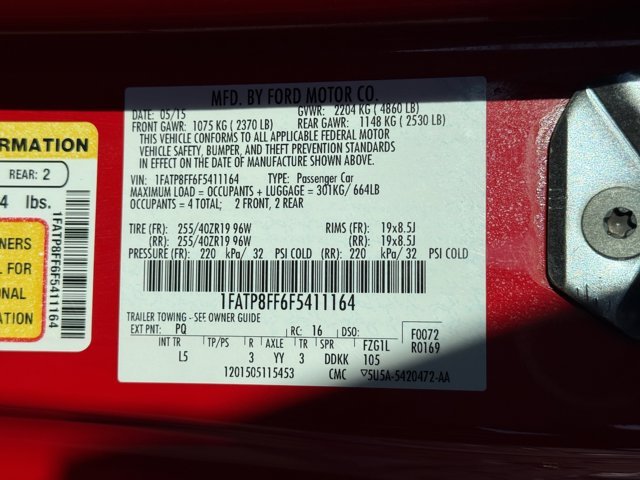 MFD. BY FORD MOTOR CO.
DATE: 05/15 GVWR: 2204 KG ( 4860 LB)
FRONT GAWR: 1075 KG ( 2370 LB) REAR GAWR: 1148 KG ( 2530 LB)
THIS VEHICLE CONFORMS TO ALL APPLICABLE FEDERAL MOTOR
VEHICLE SAFETY, BUMPER, AND THEFT PREVENTION STANDARDS
IN EFFECT ON THE DATE OF MANUFACTURE SHOWN ABOVE.
VIN: 1FATP8FF6F5411164 TYPE: Passenger Car
MAXIMUM LOAD = OCCUPANTS + LUGGAGE = 301KG/ 664LB
OCCUPANTS = 4 TOTAL; 2 FRONT, 2 REAR
TIRE (FR): 255/40ZR19 96W RIMS (FR): 19x8.5J
(RR): 255/40ZR19 96W (RR): 19x8.5J
PRESSURE (FR): 220 kPa/ 32 PSI COLD (RR): 220 kPa/ 32 PSI COLD
1FATP8FF6F5411164
TRAILER TOWING - SEE OWNER GUIDE
EXT PNT: PQ RC: 16 DSO: F0072
INT TR TP/PS R AXLE TR SPR FZG1L R0169
L5 3 YY 3 DDKK 105
1201505115453 CMC ▽5U5A-5420472-AA
ORMATION
REAR: 2
4 lbs.
NERS
L FOR
ONAL
ATION
1FATP8FF6F5411164